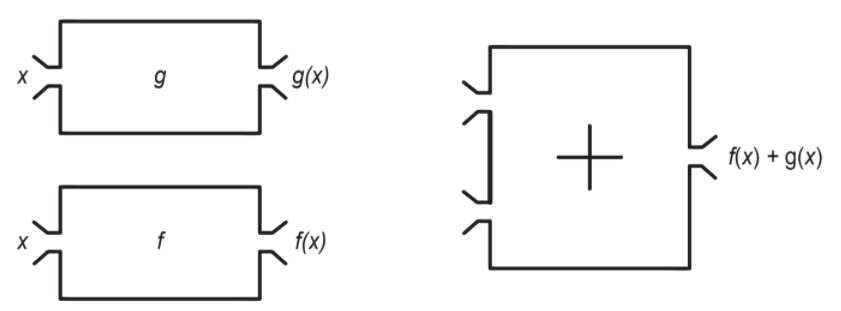 x g g(x)
x f f(x)
+
f(x) + g(x)